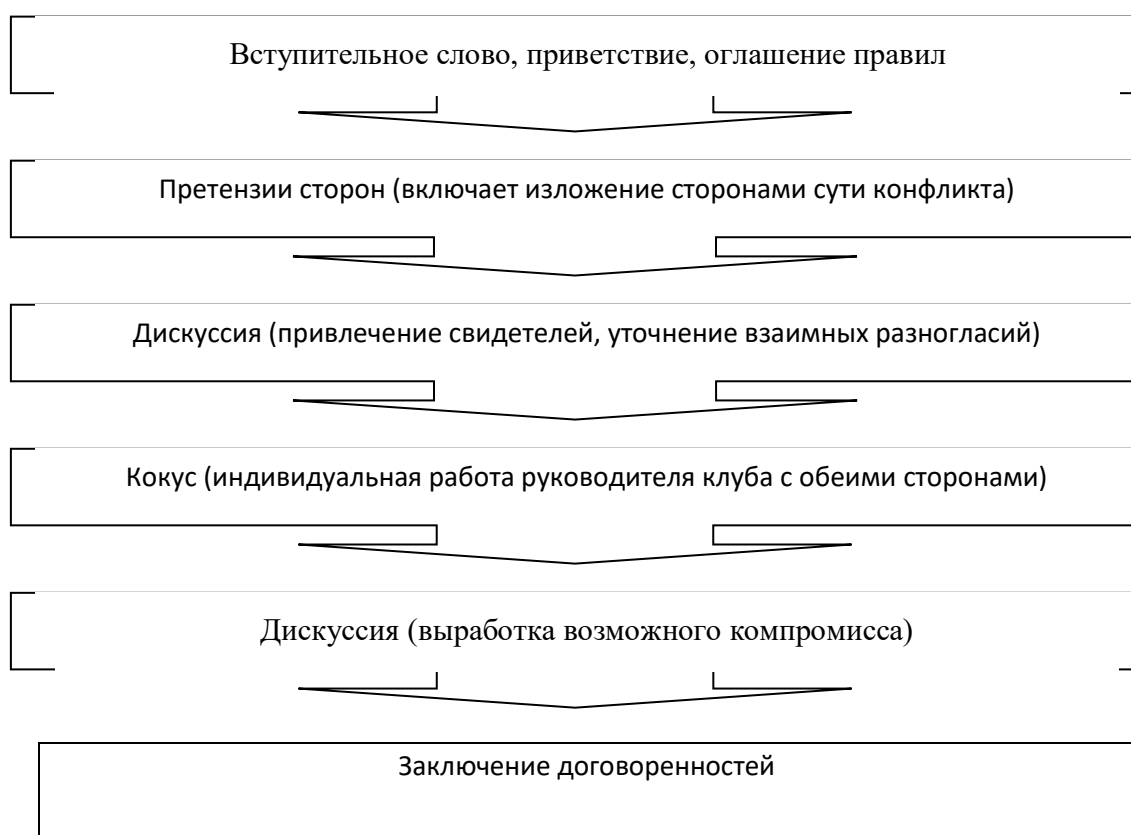 Вступительное слово, приветствие, оглашение правил
Претензии сторон (включает изложение сторонами сути конфликта)
Дискуссия (привлечение свидетелей, уточнение взаимных разногласий)
Кокус (индивидуальная работа руководителя клуба с обеими сторонами)
Дискуссия (выработка возможного компромисса)
Заключение договоренностей